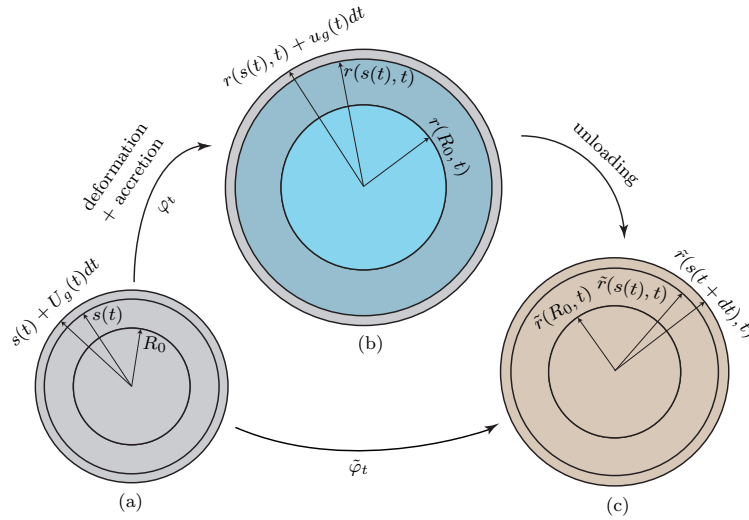 r(s(t), t) + u_g(t)dt
r(s(t), t)
r(R_0, t)
deformation
+ accretion
φ_t
unloading
(b)
s(t) + U_g(t)dt
s(t)
R_0
(a)
r̃(s(t + dt), t)
r̃(s(t), t)
r̃(R_0, t)
(c)
φ̃_t